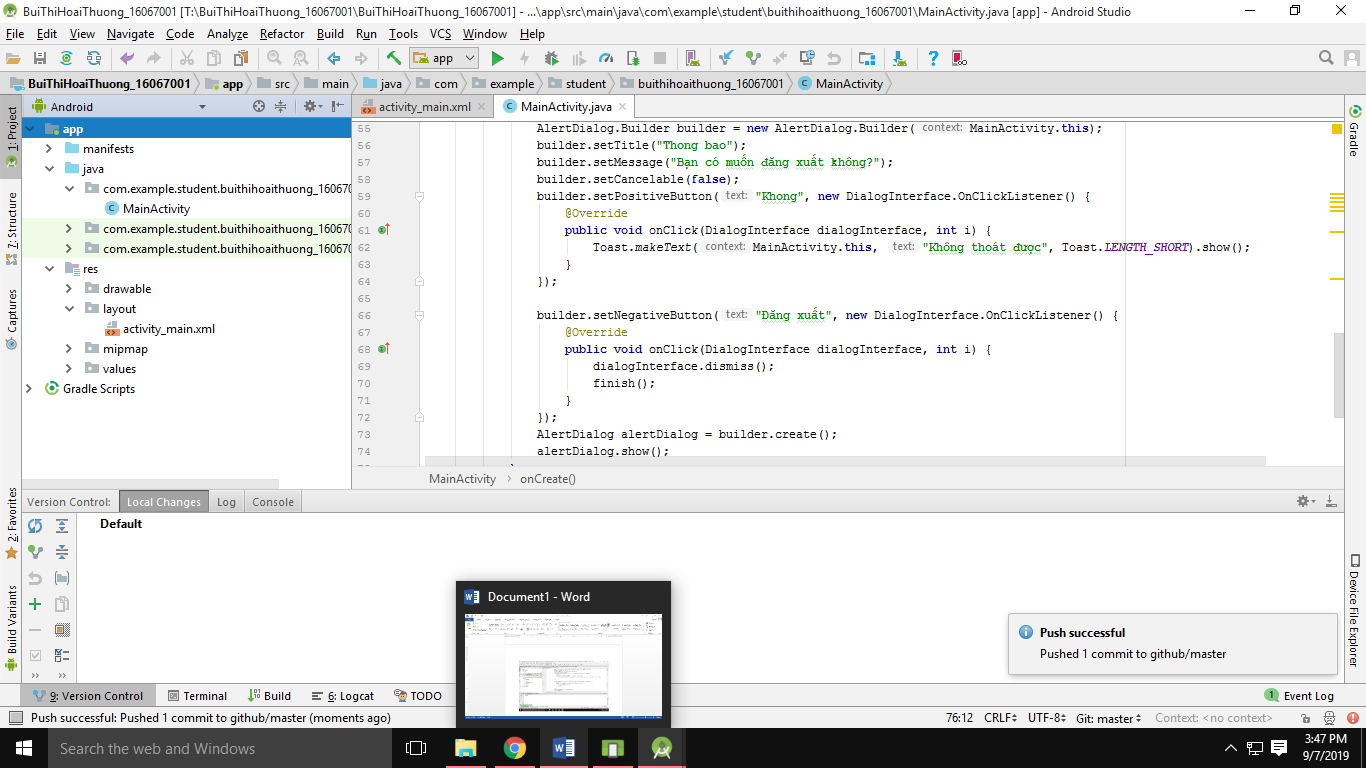 BuiThiHoaiThuong_16067001 [T:\BuiThiHoaiThuong_16067001\BuiThiHoaiThuong_16067001] - ...\app\src\main\java\com\example\student\buithihoaithuong_16067001\MainActivity.java [app] - Android Studio
File Edit View Navigate Code Analyze Refactor Build Run Tools VCS Window Help
app
BuiThiHoaiThuong_16067001 app src main java com example student buithihoaithuong_16067001 MainActivity
Android
activity_main.xml
MainActivity.java
1: Project
7: Structure
Captures
2: Favorites
Build Variants
app
manifests
java
com.example.student.buithihoaithuong_16067
MainActivity
com.example.student.buithihoaithuong_16067
com.example.student.buithihoaithuong_16067
res
drawable
layout
activity_main.xml
mipmap
values
Gradle Scripts
55 AlertDialog.Builder builder = new AlertDialog.Builder( context: MainActivity.this);
56 builder.setTitle("Thong bao");
57 builder.setMessage("Bạn có muốn đăng xuất không?");
58 builder.setCancelable(false);
59 builder.setPositiveButton( text: "Khong", new DialogInterface.OnClickListener() {
60 @Override
61 public void onClick(DialogInterface dialogInterface, int i) {
62 Toast.makeText( context: MainActivity.this, text: "Không thoát được", Toast.LENGTH_SHORT).show();
63 }
64 });
65
66 builder.setNegativeButton( text: "Đăng xuất", new DialogInterface.OnClickListener() {
67 @Override
68 public void onClick(DialogInterface dialogInterface, int i) {
69 dialogInterface.dismiss();
70 finish();
71 }
72 });
73 AlertDialog alertDialog = builder.create();
74 alertDialog.show();
MainActivity onCreate()
Gradle
Device File Explorer
Version Control: Local Changes Log Console
Default
Document1 - Word
Push successful
Pushed 1 commit to github/master
9: Version Control Terminal Build 6: Logcat TODO
1 Event Log
Push successful: Pushed 1 commit to github/master (moments ago)
76:12 CRLF UTF-8 Git: master Context: <no context>
Search the web and Windows
3:47 PM
9/7/2019